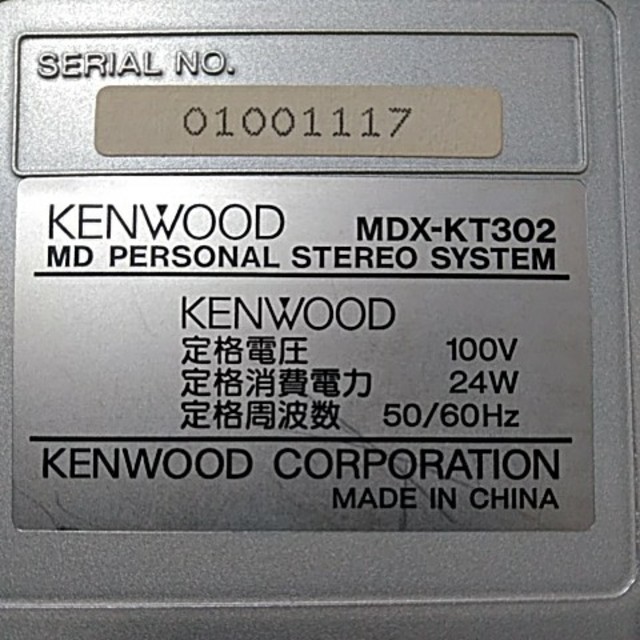 SERIAL NO.
01001117
KENWOOD MDX-KT302
MD PERSONAL STEREO SYSTEM
KENWOOD
定格電圧 100V
定格消費電力 24W
定格周波数 50/60Hz
KENWOOD CORPORATION
MADE IN CHINA